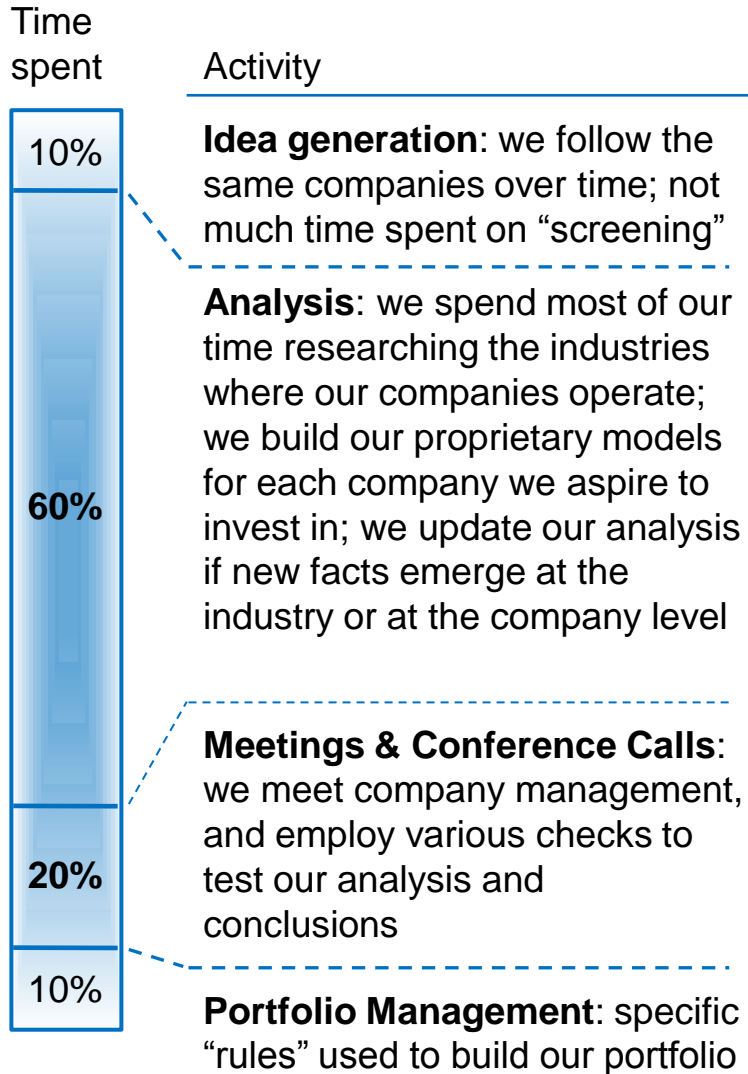 Time
spent
Activity
10%
Idea generation: we follow the
same companies over time; not
much time spent on “screening”
60%
Analysis: we spend most of our
time researching the industries
where our companies operate;
we build our proprietary models
for each company we aspire to
invest in; we update our analysis
if new facts emerge at the
industry or at the company level
20%
Meetings & Conference Calls:
we meet company management,
and employ various checks to
test our analysis and
conclusions
10%
Portfolio Management: specific
“rules” used to build our portfolio